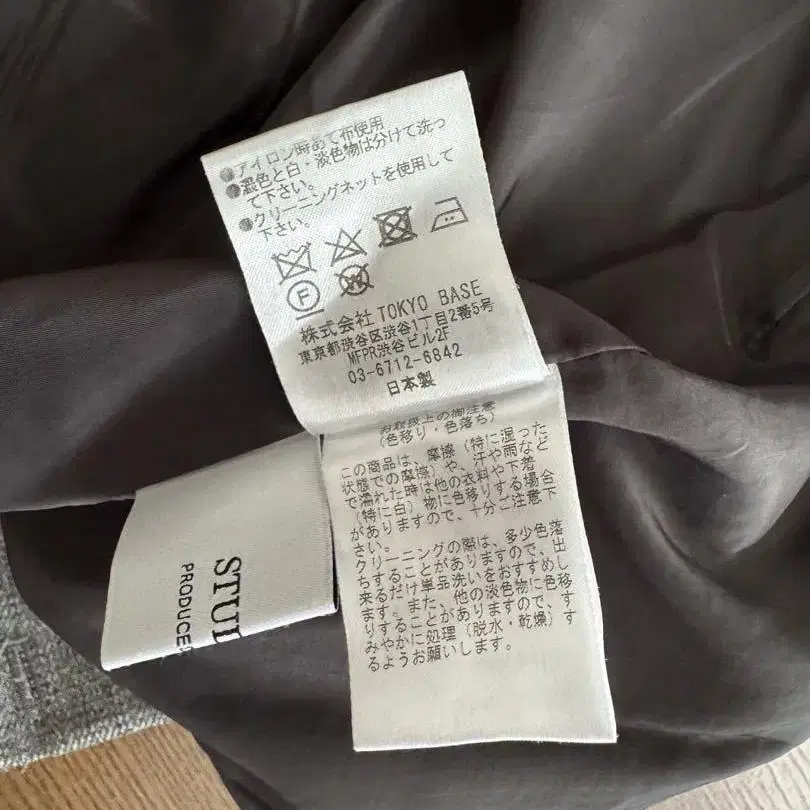 ●アイロン時あて布使用
●濃色と白・淡色物は分けて洗っ
て下さい。
●クリーニングネットを使用して
下さい。
F W
株式会社 TOKYO BASE
東京都渋谷区渋谷1丁目2番5号
MFPR渋谷ビル2F
03-6712-6842
日本製
お取扱上の御注意
(色移り・色落ち)
この商品は、摩擦(特に湿った
状態での摩擦)や、汗や雨など
で濡れた時は他の衣料や下着
(特に白)物に色移りする場合
がありますので、十分ご注意下
さい。
クリーニングの際は、多少色落
ちすることがありますので、出
来るだけ単品洗いをおすすめし
ます。また、他の淡色物に色移
りすることがありますので、す
みやかに処理(脱水・乾燥)す
るようお願いします。
STUD
PRODUCE